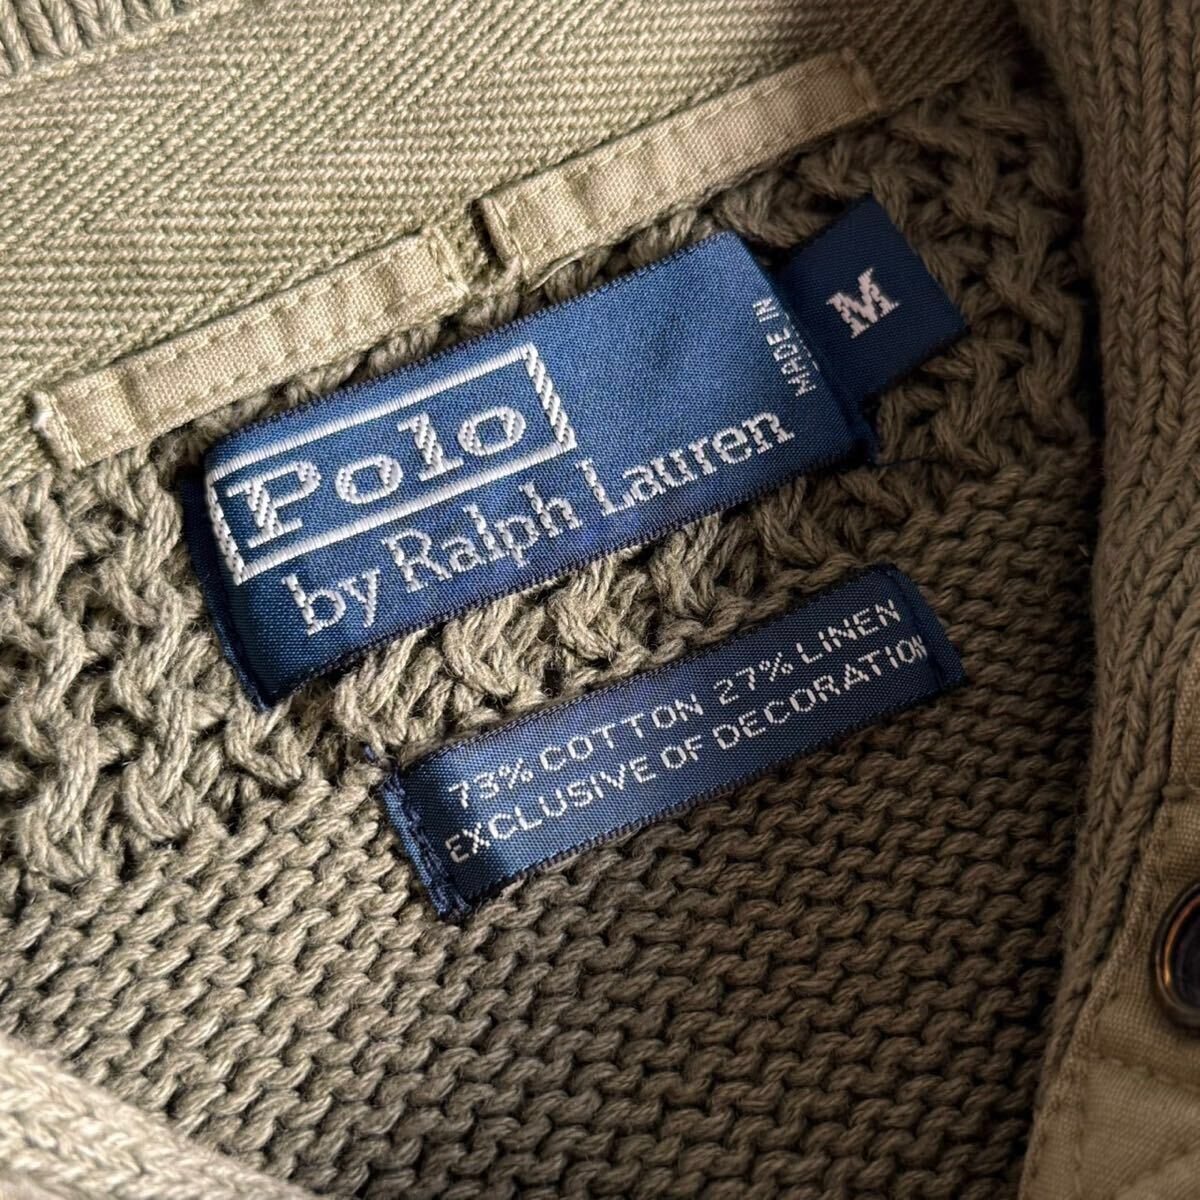 Polo
by Ralph Lauren
MADE IN
M
73% COTTON 27% LINEN
EXCLUSIVE OF DECORATION